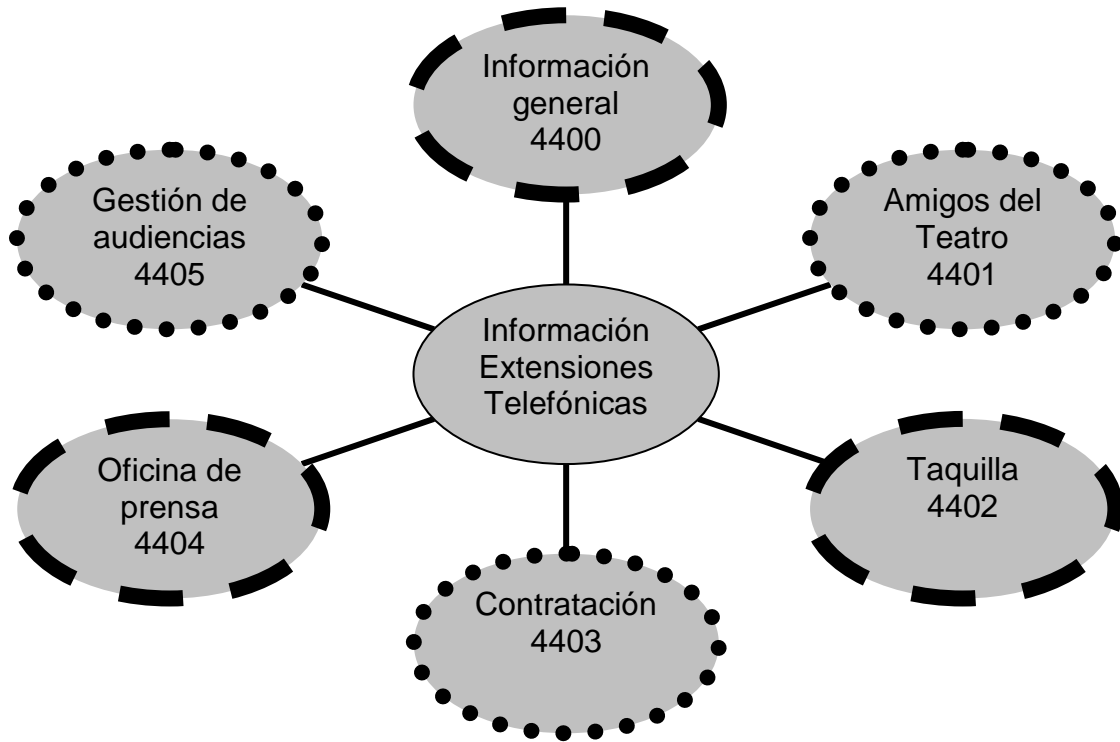 Información
general
4400
Gestión de
audiencias
4405
Amigos del
Teatro
4401
Información
Extensiones
Telefónicas
Oficina de
prensa
4404
Taquilla
4402
Contratación
4403